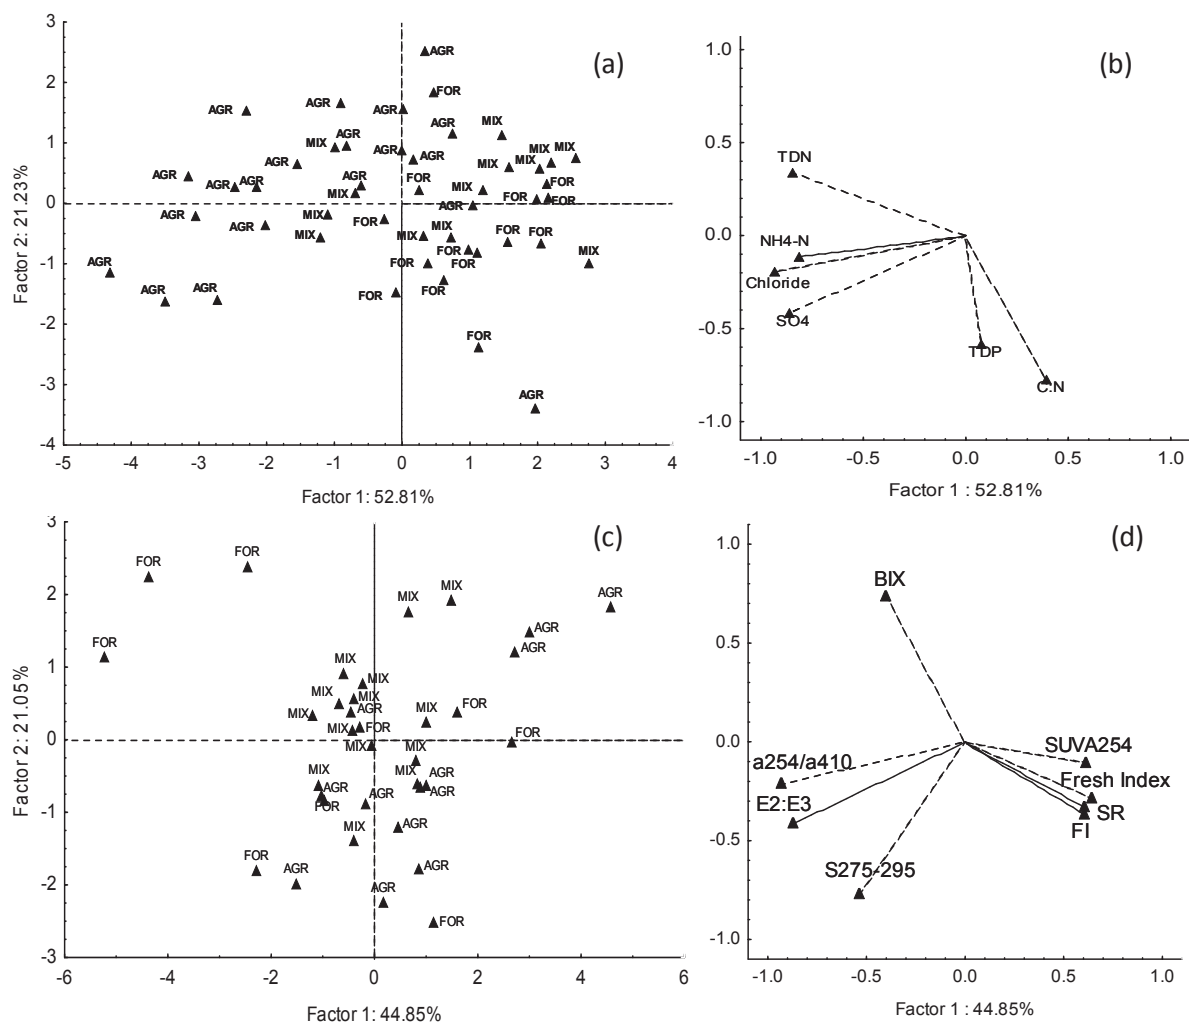 3
2
1
0
-1
-2
-3
-4
Factor 2: 21.23%
(a)
AGR
FOR
AGR
AGR
AGR
AGR
MIX
MIX
AGR
AGR
AGR
MIX
MIX
MIX
MIX
AGR
AGR
AGR
AGR
AGR
MIX
FOR
MIX
FOR
FOR
FOR
AGR
AGR
AGR
MIX
FOR
MIX
MIX
MIX
FOR
FOR
MIX
FOR
FOR
FOR
AGR
AGR
AGR
FOR
FOR
FOR
AGR
-5 -4 -3 -2 -1 0 1 2 3 4
Factor 1: 52.81%
(b)
1.0
0.5
0.0
-0.5
-1.0
TDN
NH4-N
Chloride
SO4
TDP
C:N
-1.0 -0.5 0.0 0.5 1.0
Factor 1 : 52.81%
3
2
1
0
-1
-2
-3
Factor 2 : 21.05%
(c)
FOR
FOR
MIX
MIX
AGR
FOR
AGR
AGR
MIX
MIX
MIX
MIX
MIX
AGR
MIX
FOR
MIX
FOR
FOR
MIX
MIX
MIX
AGR
FOR
MIX
AGR
AGR
AGR
MIX
AGR
FOR
AGR
AGR
AGR
FOR
-6 -4 -2 0 2 4 6
Factor 1: 44.85%
(d)
1.0
0.5
0.0
-0.5
-1.0
BIX
SUVA254
a254/a410
Fresh Index
E2:E3
SR
FI
S275-295
-1.0 -0.5 0.0 0.5 1.0
Factor 1 : 44.85%